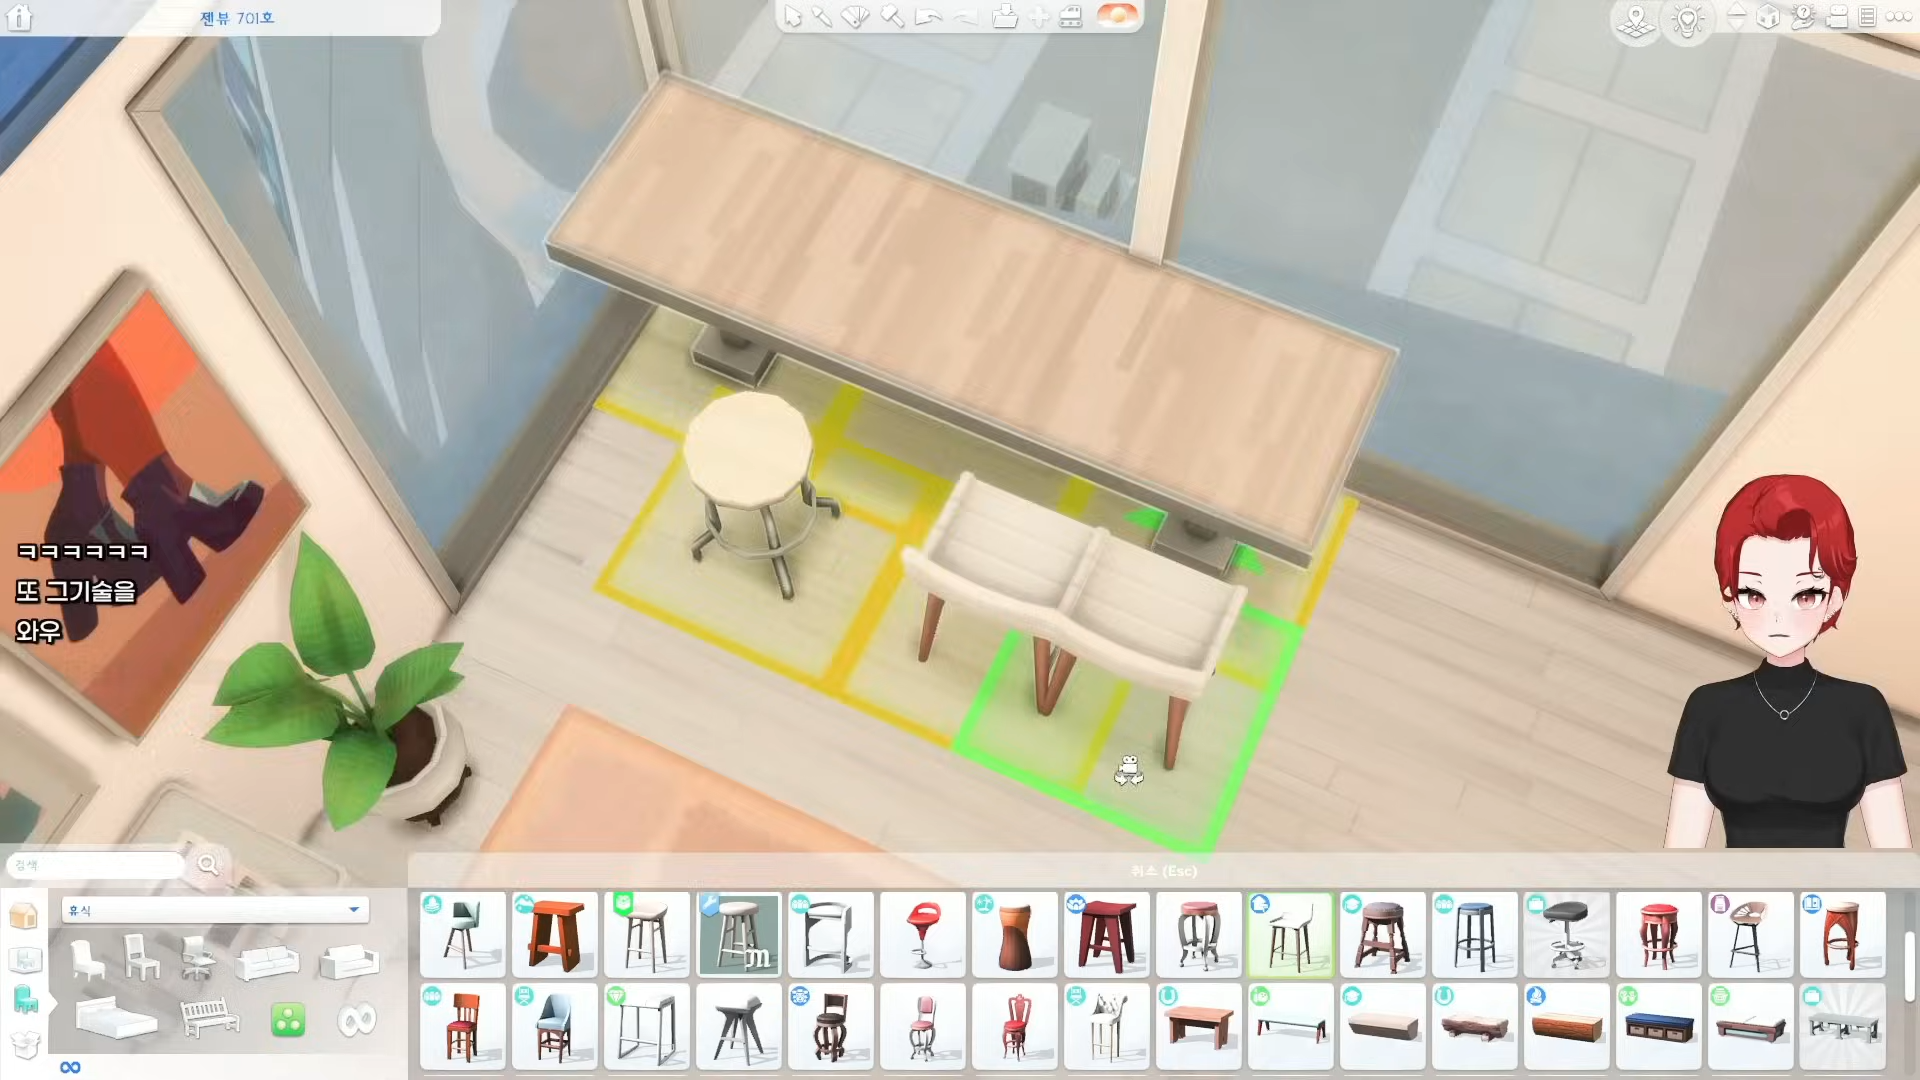 젠뷰 701호
ㅋㅋㅋㅋㅋㅋ
또 그기술을
와우
검색
취소 (Esc)
휴식
m